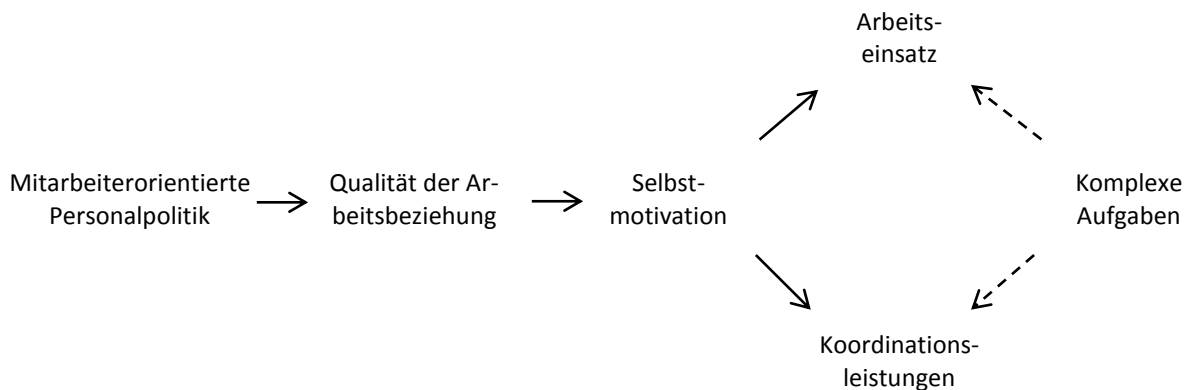 Arbeits-
einsatz
Mitarbeiterorientierte
Personalpolitik
Qualität der Ar-
beitsbeziehung
Selbst-
motivation
Komplexe
Aufgaben
Koordinations-
leistungen